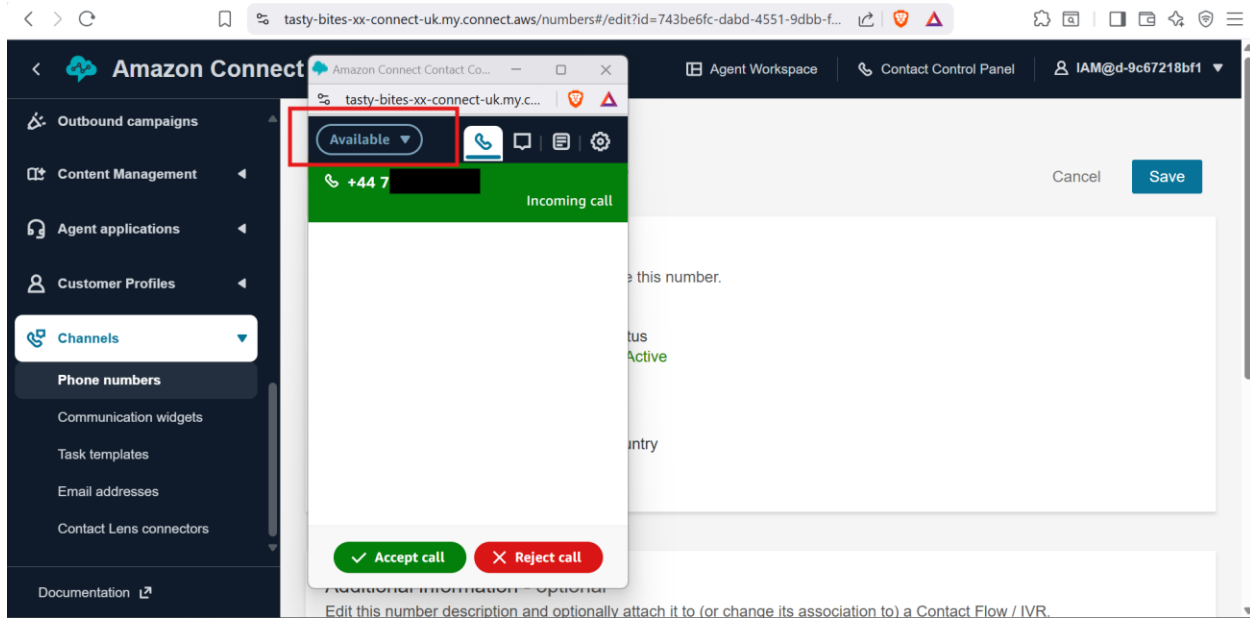 tasty-bites-xx-connect-uk.my.connect.aws/numbers#/edit?id=743be6fc-dabd-4551-9dbb-f...
Amazon Connect
Agent Workspace
Contact Control Panel
IAM@d-9c67218bf1
Outbound campaigns
Content Management
Agent applications
Customer Profiles
Channels
Phone numbers
Communication widgets
Task templates
Email addresses
Contact Lens connectors
Documentation
Amazon Connect Contact Co...
tasty-bites-xx-connect-uk.my.c...
Available
+44 7
Incoming call
Accept call
Reject call
Cancel
Save
this number.
Active
Additional information - optional
Edit this number description and optionally attach it to (or change its association to) a Contact Flow / IVR.